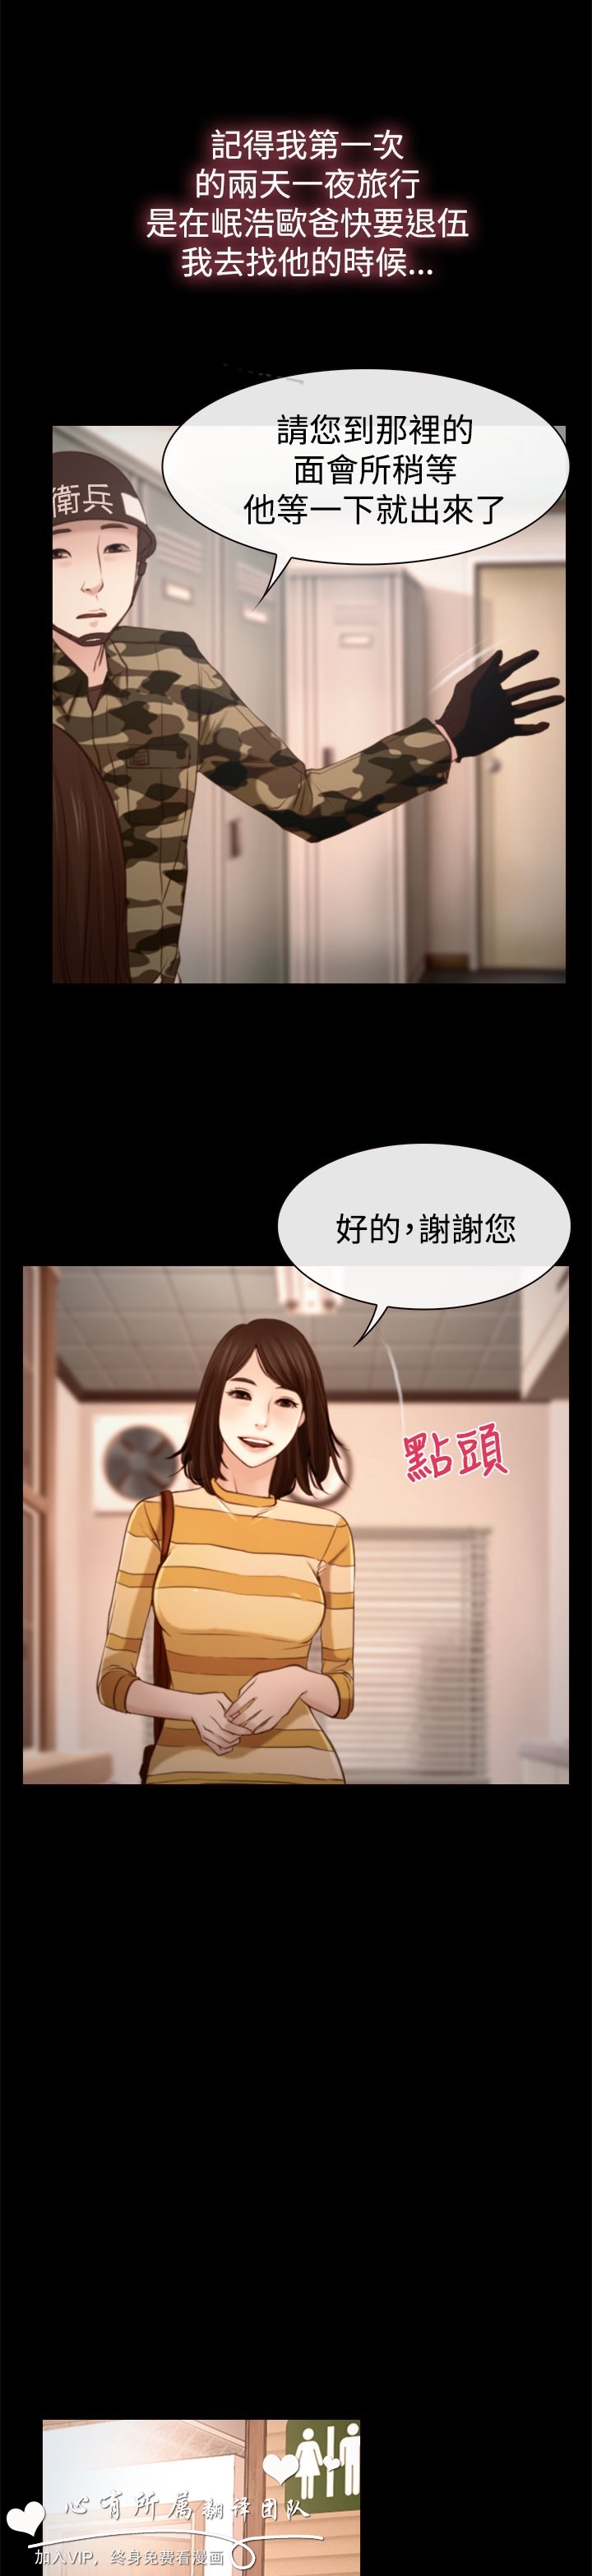 記得我第一次
的兩天一夜旅行
是在岷浩歐爸快要退伍
我去找他的時候...
請您到那裡的
面會所稍等
他等一下就出來了
衛兵
好的，謝謝您
點頭
心有所属翻译团队
加入VIP，终身免费看漫画